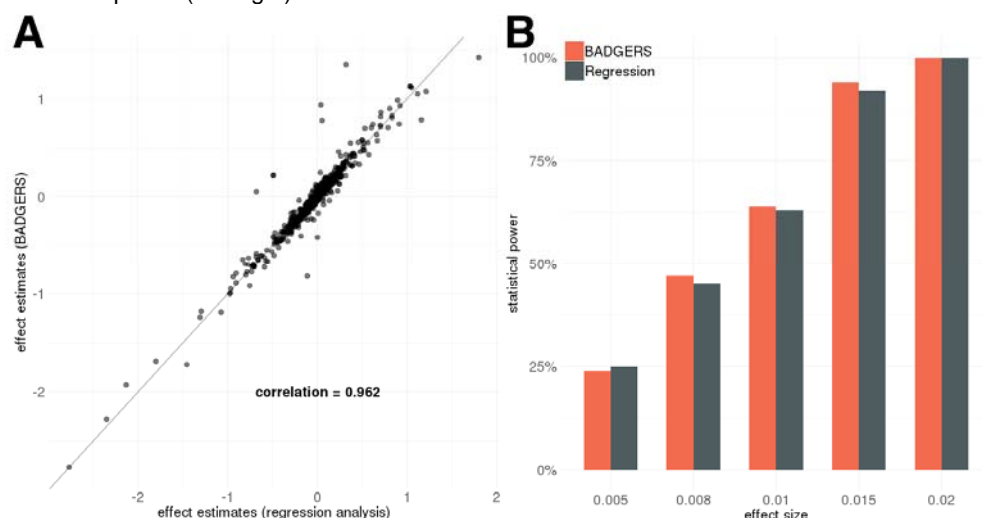 A
B
BADGERS
Regression
100%
75%
50%
25%
0%
statistical power
0.005 0.008 0.01 0.015 0.02
effect size
1
0
-1
-2
effect estimates (BADGERS)
correlation = 0.962
-2 -1 0 1 2
effect estimates (regression analysis)